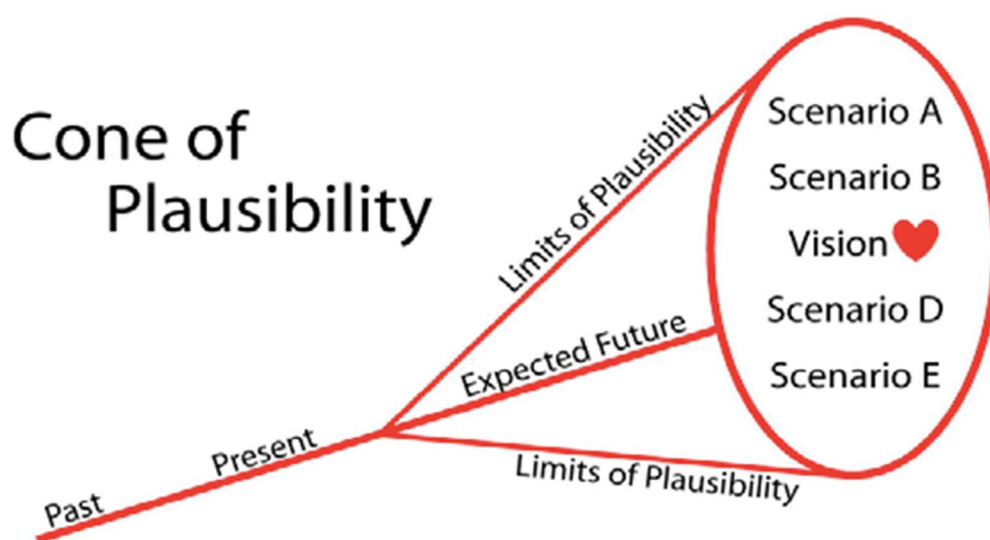 Cone of
Plausibility
Limits of Plausibility
Scenario A
Scenario B
Vision
Scenario D
Scenario E
Expected Future
Present
Past
Limits of Plausibility